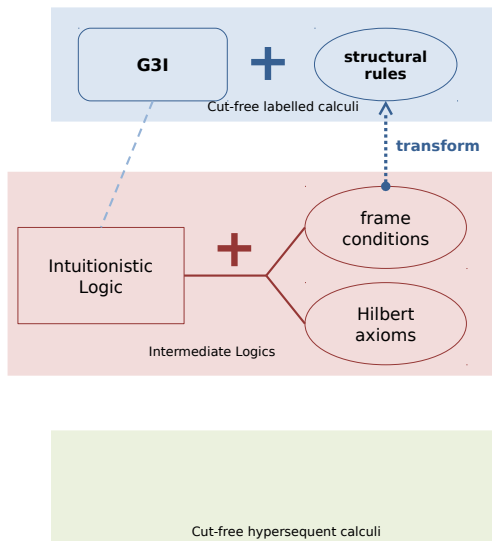 G3I
+
structural
rules
Cut-free labelled calculi
transform
+
frame
conditions
Intuitionistic
Logic
Hilbert
axioms
Intermediate Logics
Cut-free hypersequent calculi